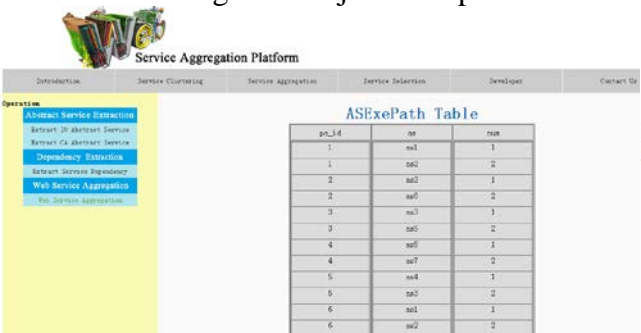 Service Aggregation Platform
Introduction Service Clustering Service Aggregation Service Selection Developer Contact Us
Operation
Abstract Service Extraction
Extract IO Abstract Service
Extract CA Abstract Service
Dependency Extraction
Extract Service Dependency
Web Service Aggregation
Web Service Aggregation
ASExePath Table
as num
1 as1 1
1 as2 2
2 as2 1
2 as6 2
3 as3 1
3 as5 2
4 as6 1
4 as7 2
5 as4 1
5 as3 2
6 as1 1
6 as2 2